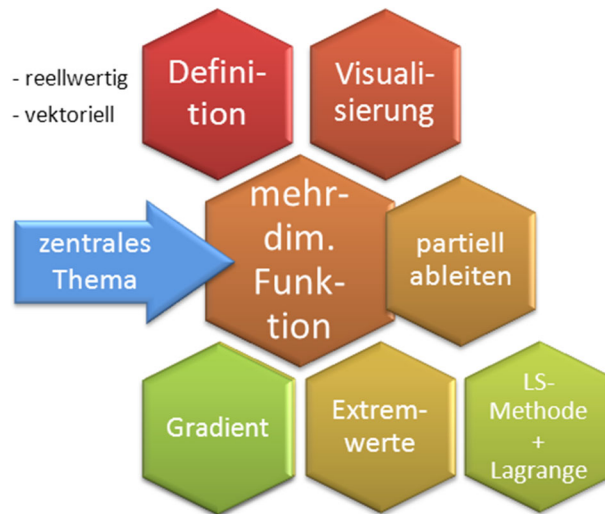 - reellwertig
- vektoriell
Defini-
tion
Visuali-
sierung
zentrales
Thema
mehr-
dim.
Funk-
tion
partiell
ableiten
Gradient
Extrem-
werte
LS-
Methode
+
Lagrange